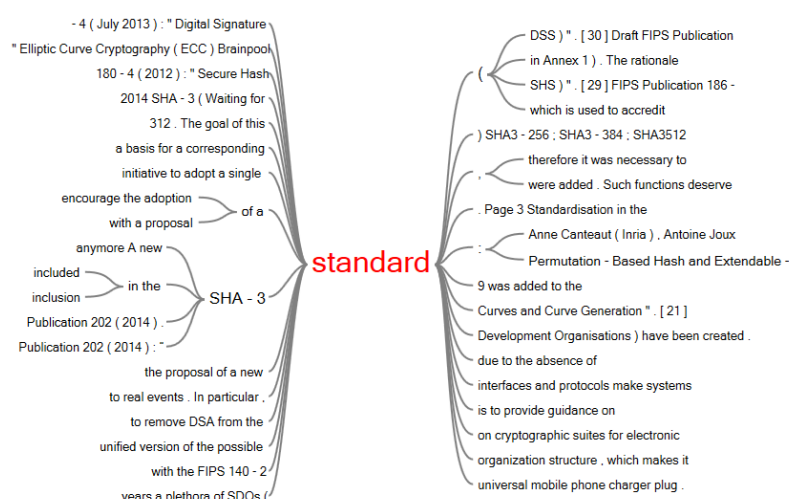 - 4 ( July 2013 ) : " Digital Signature
" Elliptic Curve Cryptography ( ECC ) Brainpool
180 - 4 ( 2012 ) : " Secure Hash
2014 SHA - 3 ( Waiting for
312 . The goal of this
a basis for a corresponding
initiative to adopt a single
encourage the adoption
with a proposal
of a
anymore A new
included
inclusion
in the
Publication 202 ( 2014 ) .
Publication 202 ( 2014 ) : "
SHA - 3
the proposal of a new
to real events . In particular ,
to remove DSA from the
unified version of the possible
with the FIPS 140 - 2
years a plethora of SDOs (
standard
(
DSS ) " . [ 30 ] Draft FIPS Publication
in Annex 1 ) . The rationale
SHS ) " . [ 29 ] FIPS Publication 186 -
which is used to accredit
) SHA3 - 256 ; SHA3 - 384 ; SHA3512
,
therefore it was necessary to
were added . Such functions deserve
. Page 3 Standardisation in the
:
Anne Canteaut ( Inria ) , Antoine Joux
Permutation - Based Hash and Extendable -
9 was added to the
Curves and Curve Generation " . [ 21 ]
Development Organisations ) have been created .
due to the absence of
interfaces and protocols make systems
is to provide guidance on
on cryptographic suites for electronic
organization structure , which makes it
universal mobile phone charger plug .